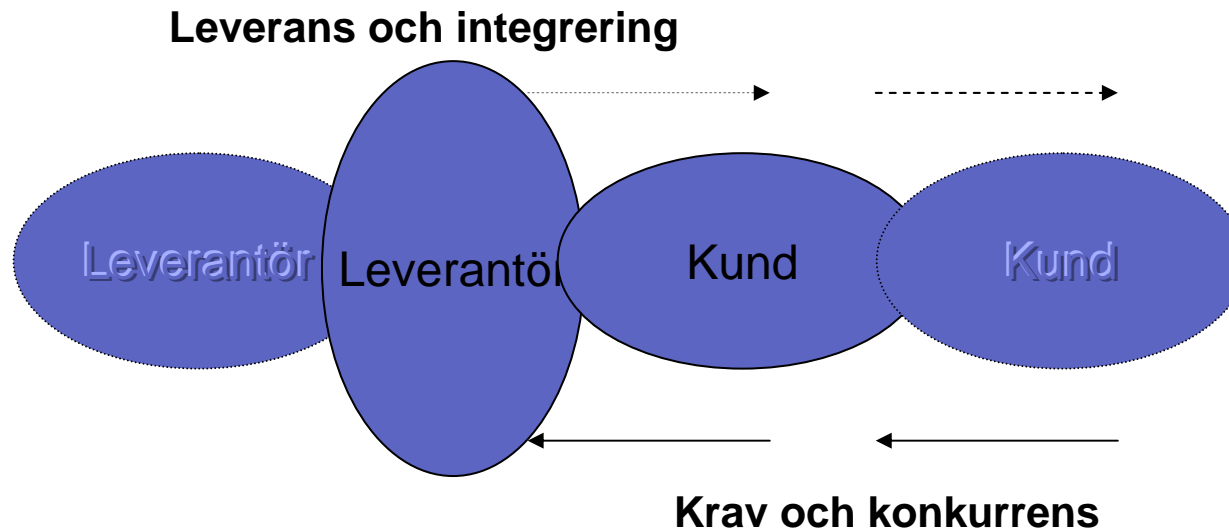 Leverans och integrering
Leverantör
Leverantör
Kund
Kund
Krav och konkurrens